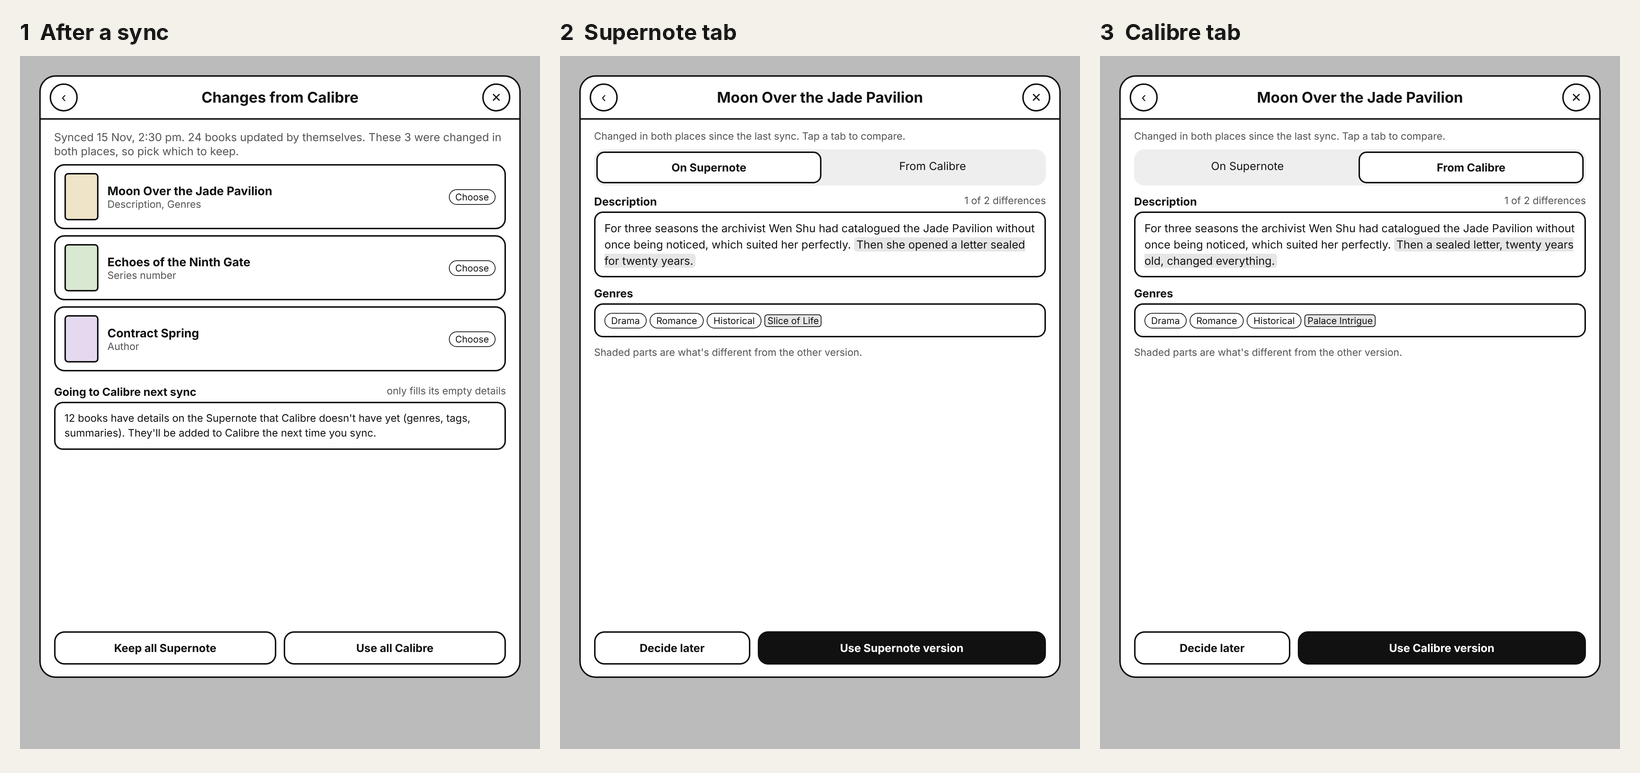 1 After a sync
‹
Changes from Calibre
✕
Synced 15 Nov, 2:30 pm. 24 books updated by themselves. These 3 were changed in
both places, so pick which to keep.
Moon Over the Jade Pavilion
Description, Genres
Choose
Echoes of the Ninth Gate
Series number
Choose
Contract Spring
Author
Choose
Going to Calibre next sync
only fills its empty details
12 books have details on the Supernote that Calibre doesn't have yet (genres, tags,
summaries). They'll be added to Calibre the next time you sync.
Keep all Supernote
Use all Calibre
2 Supernote tab
‹
Moon Over the Jade Pavilion
✕
Changed in both places since the last sync. Tap a tab to compare.
On Supernote
From Calibre
Description
1 of 2 differences
For three seasons the archivist Wen Shu had catalogued the Jade Pavilion without
once being noticed, which suited her perfectly. Then she opened a letter sealed
for twenty years.
Genres
Drama Romance Historical Slice of Life
Shaded parts are what's different from the other version.
Decide later
Use Supernote version
3 Calibre tab
‹
Moon Over the Jade Pavilion
✕
Changed in both places since the last sync. Tap a tab to compare.
On Supernote
From Calibre
Description
1 of 2 differences
For three seasons the archivist Wen Shu had catalogued the Jade Pavilion without
once being noticed, which suited her perfectly. Then a sealed letter, twenty years
old, changed everything.
Genres
Drama Romance Historical Palace Intrigue
Shaded parts are what's different from the other version.
Decide later
Use Calibre version